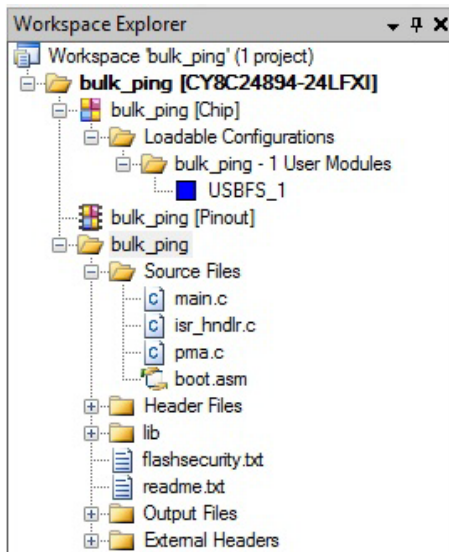 Workspace Explorer
Workspace 'bulk_ping' (1 project)
bulk_ping [CY8C24894-24LFXI]
bulk_ping [Chip]
Loadable Configurations
bulk_ping - 1 User Modules
USBFS_1
bulk_ping [Pinout]
bulk_ping
Source Files
main.c
isr_hndlr.c
pma.c
boot.asm
Header Files
lib
flashsecurity.txt
readme.txt
Output Files
External Headers